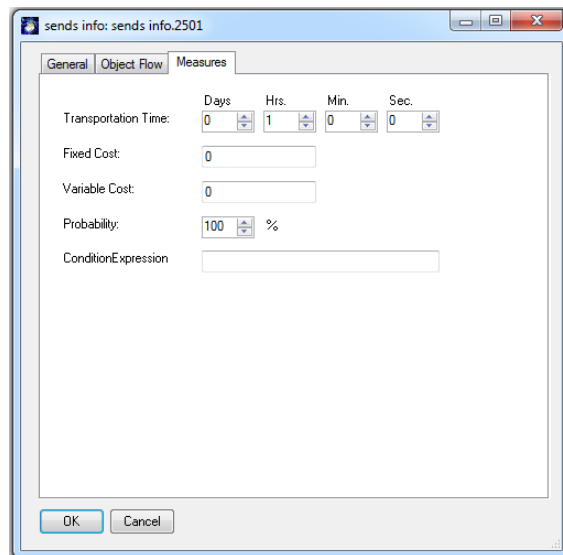 sends info: sends info.2501
General Object Flow Measures
Days Hrs. Min. Sec.
Transportation Time: 0 1 0 0
Fixed Cost: 0
Variable Cost: 0
Probability: 100 %
ConditionExpression
OK Cancel